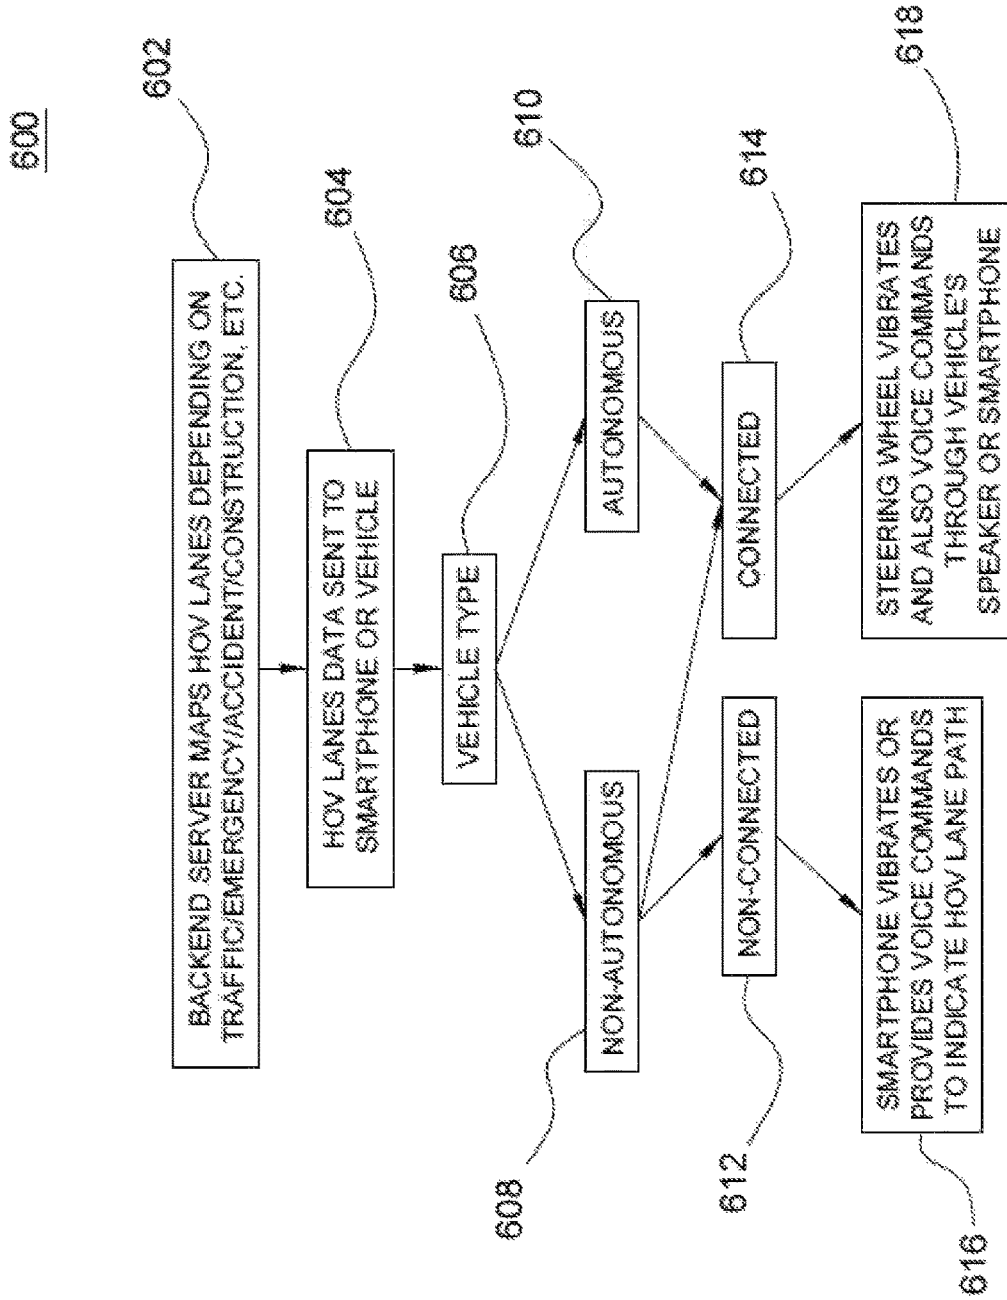 600
602
BACKEND SERVER MAPS HOV LANES DEPENDING ON
TRAFFIC/EMERGENCY/ACCIDENT/CONSTRUCTION, ETC.
604
HOV LANES DATA SENT TO
SMARTPHONE OR VEHICLE
606
VEHICLE TYPE
608
NON-AUTONOMOUS
610
AUTONOMOUS
612
NON-CONNECTED
614
CONNECTED
616
SMARTPHONE VIBRATES OR
PROVIDES VOICE COMMANDS
TO INDICATE HOV LANE PATH
618
STEERING WHEEL VIBRATES
AND ALSO VOICE COMMANDS
THROUGH VEHICLE'S
SPEAKER OR SMARTPHONE